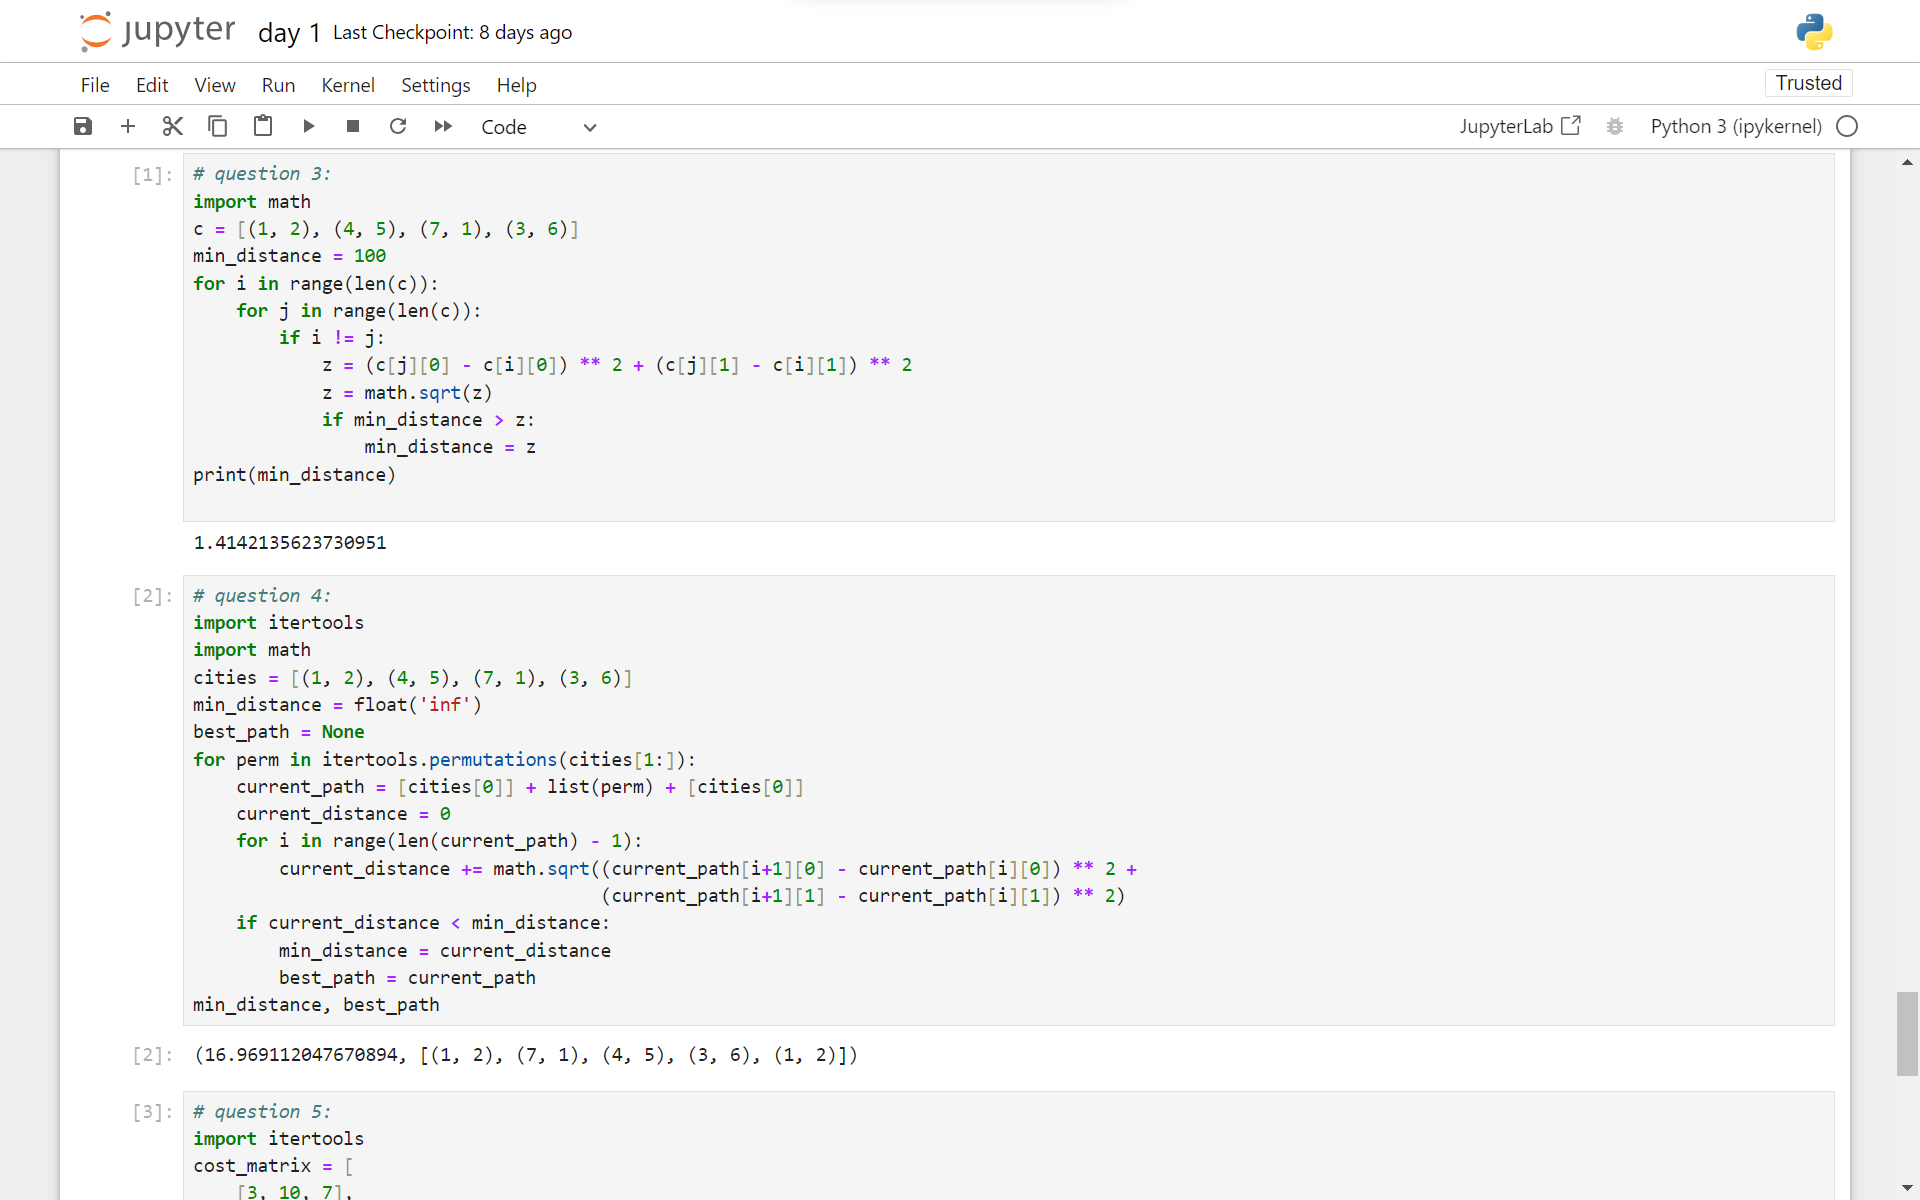 jupyter day 1 Last Checkpoint: 8 days ago
File Edit View Run Kernel Settings Help Trusted
Code JupyterLab Python 3 (ipykernel)
[1]: # question 3:
import math
c = [(1, 2), (4, 5), (7, 1), (3, 6)]
min_distance = 100
for i in range(len(c)):
    for j in range(len(c)):
        if i != j:
            z = (c[j][0] - c[i][0]) ** 2 + (c[j][1] - c[i][1]) ** 2
            z = math.sqrt(z)
            if min_distance > z:
                min_distance = z
print(min_distance)
1.4142135623730951
[2]: # question 4:
import itertools
import math
cities = [(1, 2), (4, 5), (7, 1), (3, 6)]
min_distance = float('inf')
best_path = None
for perm in itertools.permutations(cities[1:]):
    current_path = [cities[0]] + list(perm) + [cities[0]]
    current_distance = 0
    for i in range(len(current_path) - 1):
        current_distance += math.sqrt((current_path[i+1][0] - current_path[i][0]) ** 2 +
                                      (current_path[i+1][1] - current_path[i][1]) ** 2)
    if current_distance < min_distance:
        min_distance = current_distance
        best_path = current_path
min_distance, best_path
[2]: (16.969112047670894, [(1, 2), (7, 1), (4, 5), (3, 6), (1, 2)])
[3]: # question 5:
import itertools
cost_matrix = [
    [3, 10, 7],